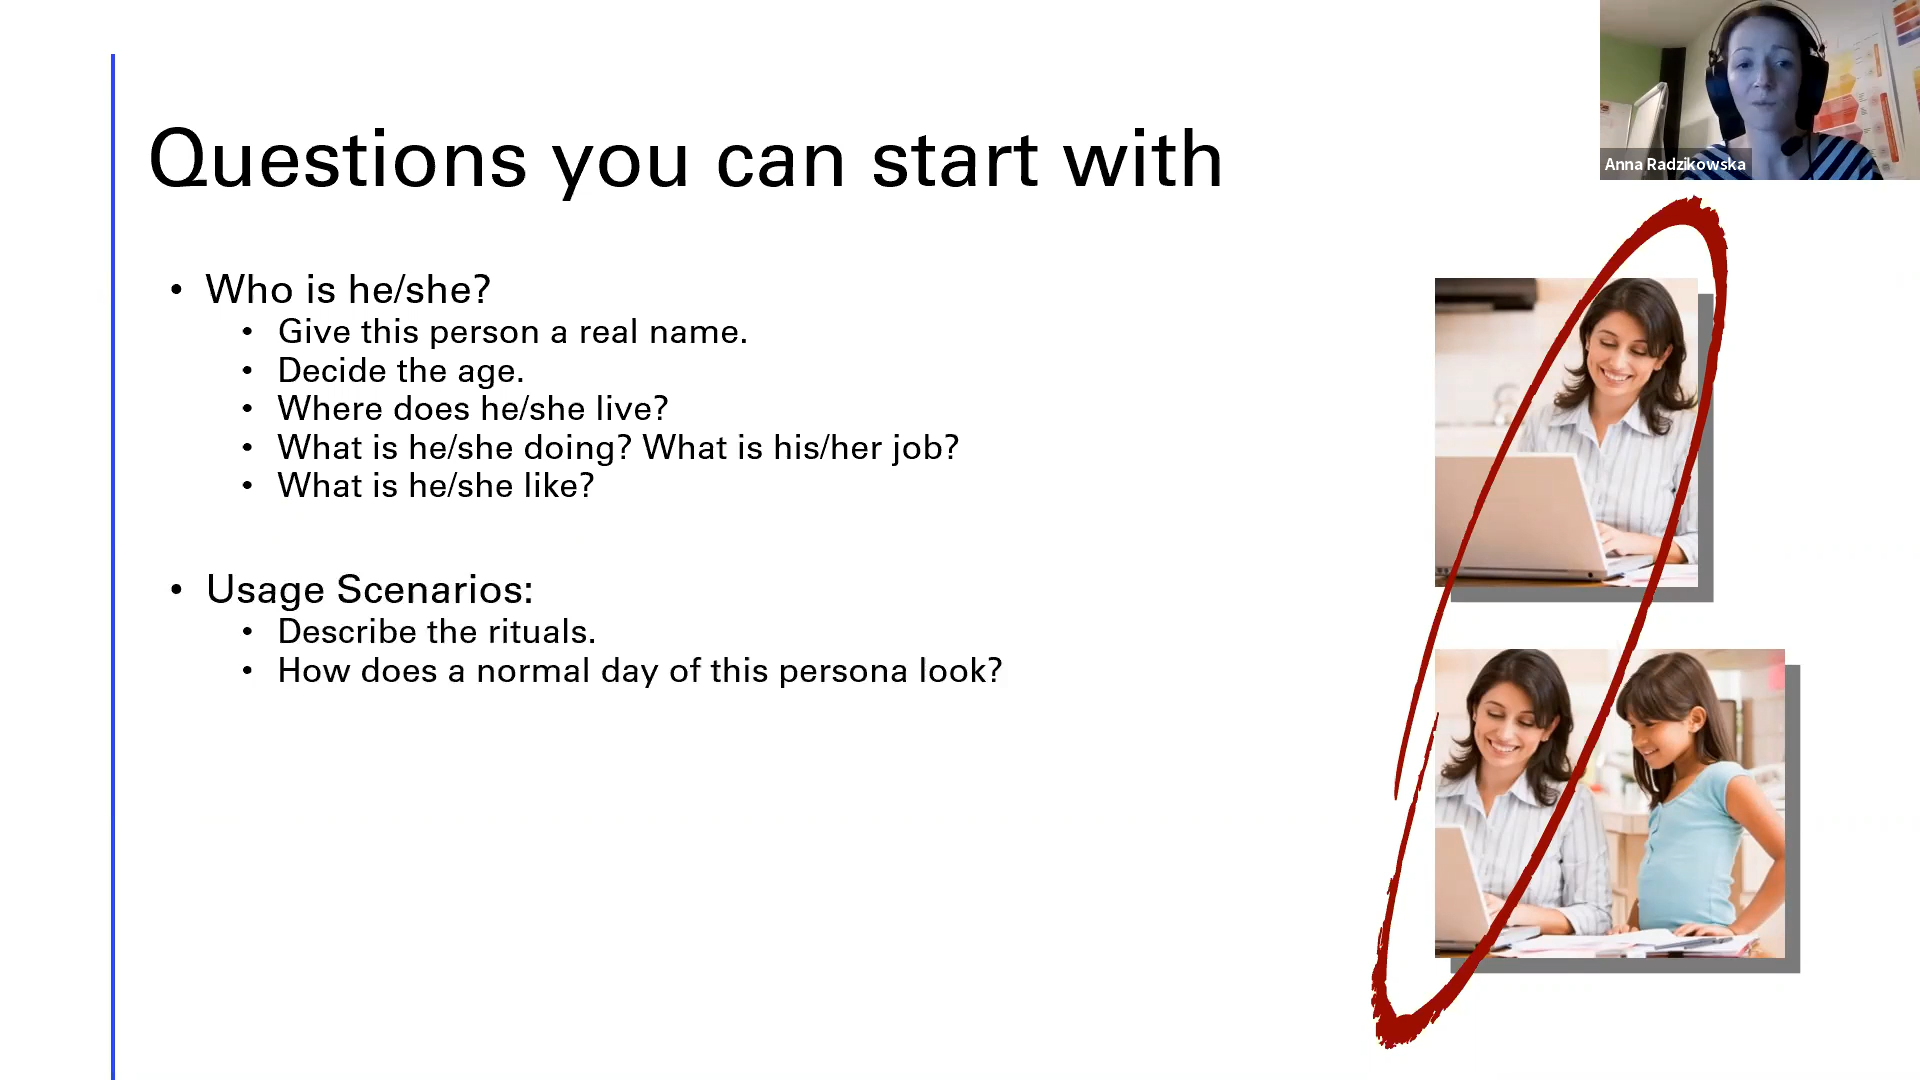 Questions you can start with
Anna Radzikowska
• Who is he/she?
• Give this person a real name.
• Decide the age.
• Where does he/she live?
• What is he/she doing? What is his/her job?
• What is he/she like?
• Usage Scenarios:
• Describe the rituals.
• How does a normal day of this persona look?